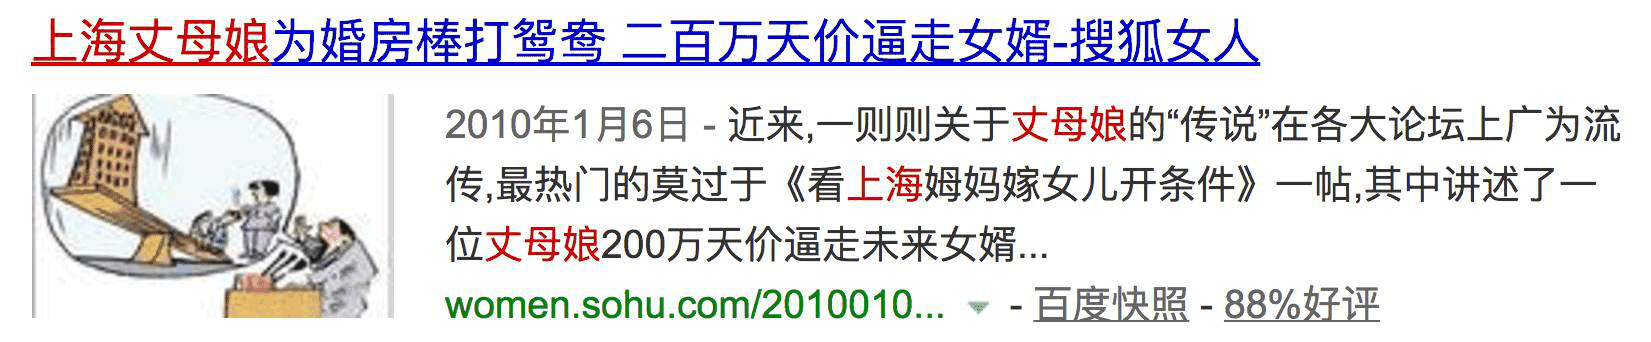 上海丈母娘为婚房棒打鸳鸯 二百万天价逼走女婿-搜狐女人
2010年1月6日 - 近来,一则则关于丈母娘的“传说”在各大论坛上广为流
传,最热门的莫过于《看上海姆妈嫁女儿开条件》一帖,其中讲述了一
位丈母娘200万天价逼走未来女婿...
women.sohu.com/2010010... - 百度快照 - 88%好评